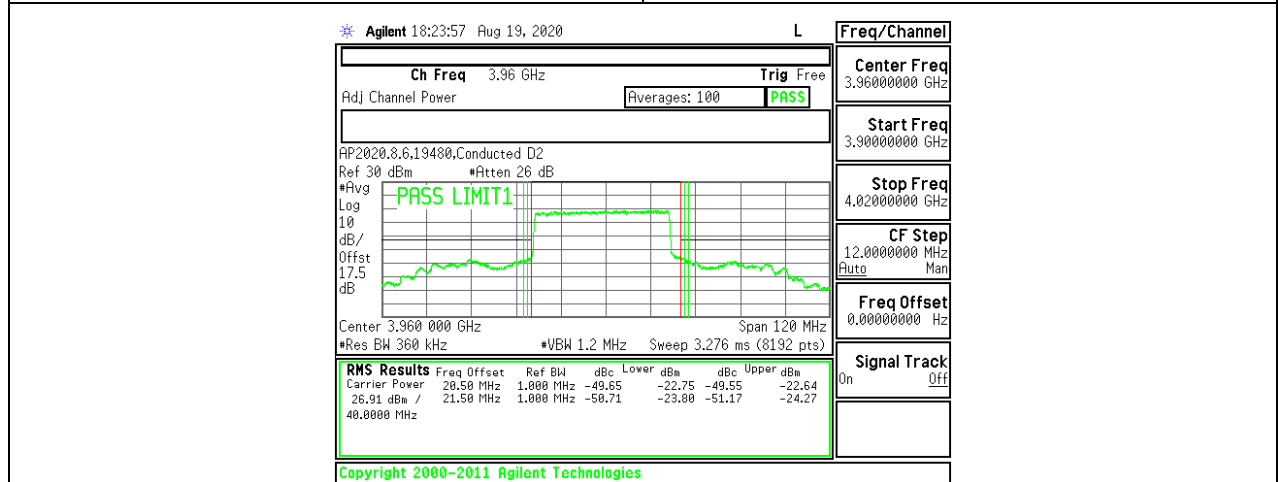 Agilent 18:23:57 Aug 19, 2020 L
Freq/Channel
Ch Freq 3.96 GHz Trig Free
Adj Channel Power Averages: 100 PASS
AP2020.8.6,19480,Conducted D2
Ref 30 dBm #Atten 26 dB
#Avg
Log
10
dB/
Offst
17.5
dB
PASS LIMIT1
Center 3.960 000 GHz Span 120 MHz
#Res BW 360 kHz #VBW 1.2 MHz Sweep 3.276 ms (8192 pts)
RMS Results Freq Offset Ref BW dBc Lower dBm dBc Upper dBm
Carrier Power 20.50 MHz 1.000 MHz -49.65 -22.75 -49.55 -22.64
26.91 dBm / 21.50 MHz 1.000 MHz -50.71 -23.80 -51.17 -24.27
40.0000 MHz
Center Freq
3.96000000 GHz
Start Freq
3.90000000 GHz
Stop Freq
4.02000000 GHz
CF Step
12.0000000 MHz
Auto Man
Freq Offset
0.00000000 Hz
Signal Track
On Off
Copyright 2000-2011 Agilent Technologies